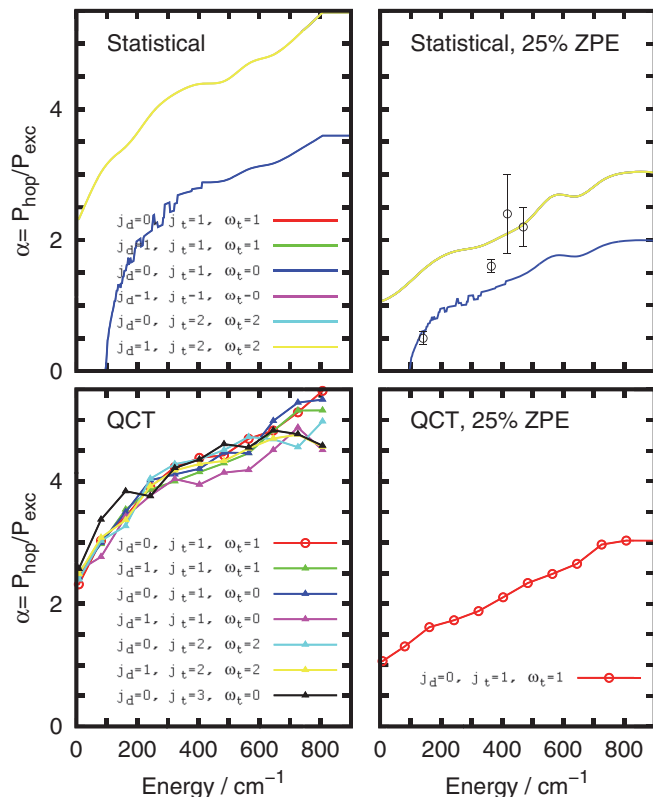 Statistical
α= P_hop/P_exc
4
2
0
j_d=0, j_t=1, ω_t=1
j_d=1, j_t=1, ω_t=1
j_d=0, j_t=1, ω_t=0
j_d=1, j_t=1, ω_t=0
j_d=0, j_t=2, ω_t=2
j_d=1, j_t=2, ω_t=2
Statistical, 25% ZPE
QCT
α= P_hop/P_exc
4
2
0
j_d=0, j_t=1, ω_t=1
j_d=1, j_t=1, ω_t=1
j_d=0, j_t=1, ω_t=0
j_d=1, j_t=1, ω_t=0
j_d=0, j_t=2, ω_t=2
j_d=1, j_t=2, ω_t=2
j_d=0, j_t=3, ω_t=0
0 200 400 600 800
Energy / cm⁻¹
QCT, 25% ZPE
j_d=0, j_t=1, ω_t=1
0 200 400 600 800
Energy / cm⁻¹